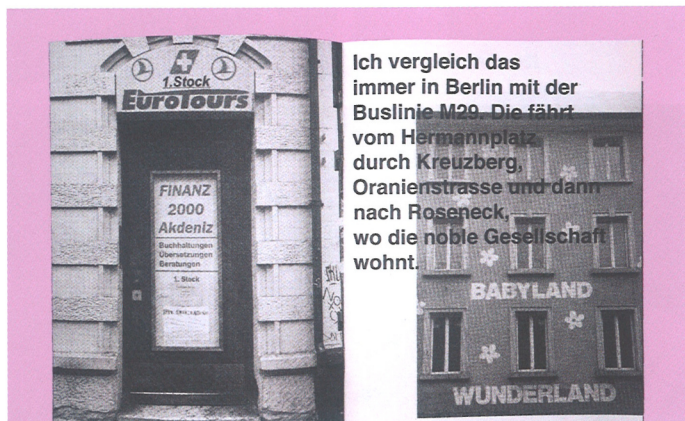 1.Stock
EUROTOURS
FINANZ
2000
Akdeniz
Buchhaltungen
Übersetzungen
Beratungen
1. Stock
Ich vergleich das
immer in Berlin mit der
Buslinie M29. Die fährt
vom Hermannplatz
durch Kreuzberg,
Oranienstrasse und dann
nach Roseneck,
wo die noble Gesellschaft
wohnt.
BABYLAND
WUNDERLAND